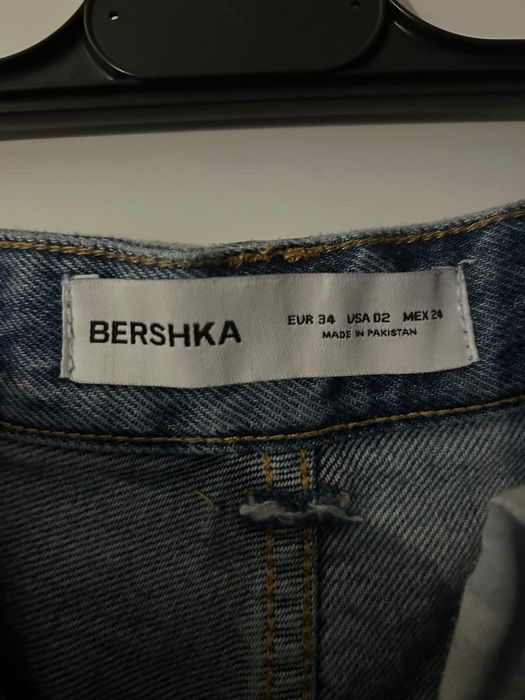 BERSHKA
EUR 34 USA 02 MEX 24
MADE IN PAKISTAN